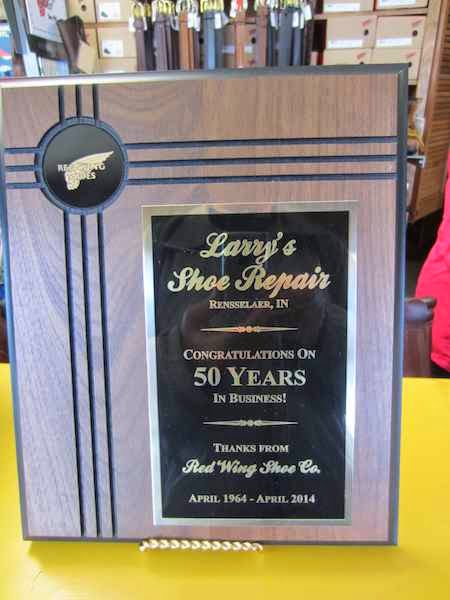 RED WING
SHOES
Larry's
Shoe Repair
RENSSELAER, IN
CONGRATULATIONS ON
50 YEARS
IN BUSINESS!
THANKS FROM
Red Wing Shoe Co.
APRIL 1964 - APRIL 2014